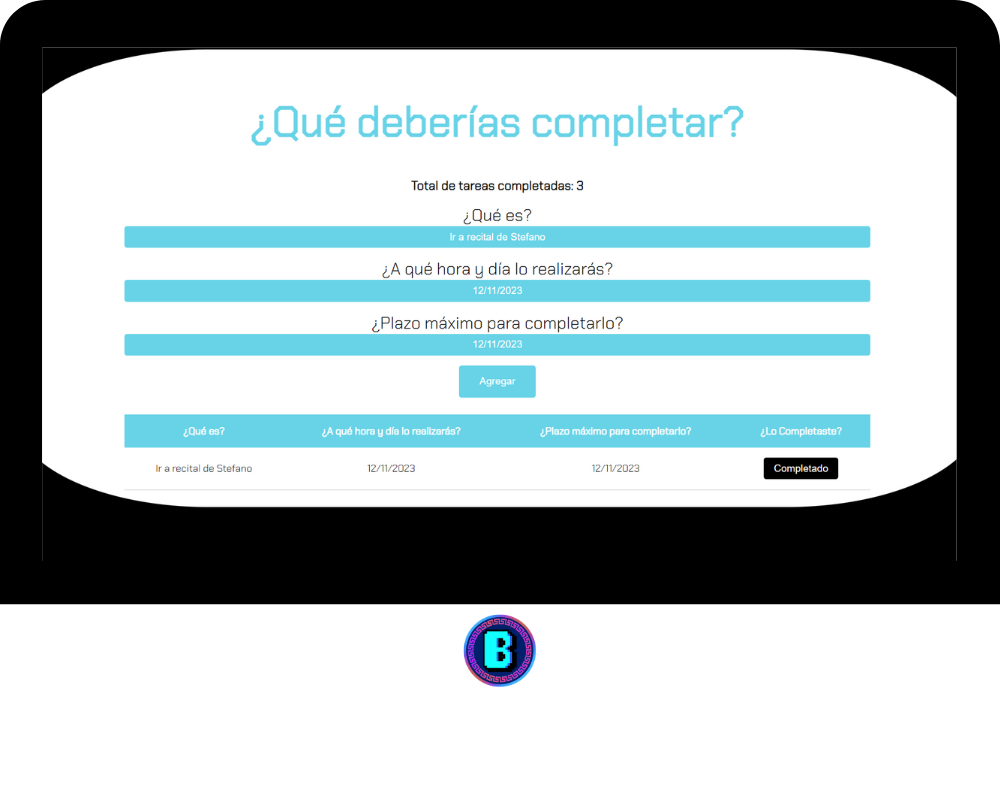 ¿Qué deberías completar?
Total de tareas completadas: 3
¿Qué es?
Ir a recital de Stefano
¿A qué hora y día lo realizarás?
12/11/2023
¿Plazo máximo para completarlo?
12/11/2023
Agregar
¿Qué es? ¿A qué hora y día lo realizarás? ¿Plazo máximo para completarlo? ¿Lo Completaste?
Ir a recital de Stefano 12/11/2023 12/11/2023 Completado
B